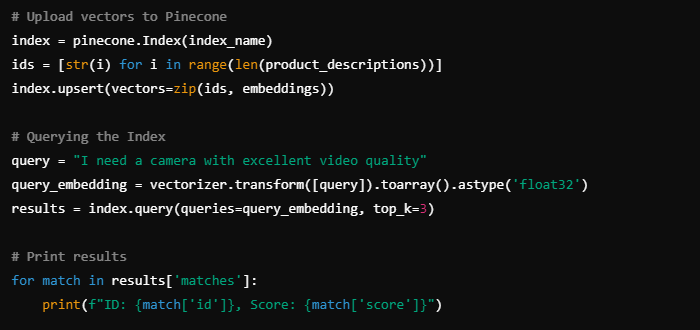 # Upload vectors to Pinecone
index = pinecone.Index(index_name)
ids = [str(i) for i in range(len(product_descriptions))]
index.upsert(vectors=zip(ids, embeddings))
# Querying the Index
query = "I need a camera with excellent video quality"
query_embedding = vectorizer.transform([query]).toarray().astype('float32')
results = index.query(queries=query_embedding, top_k=3)
# Print results
for match in results['matches']:
    print(f"ID: {match['id']}, Score: {match['score']}")